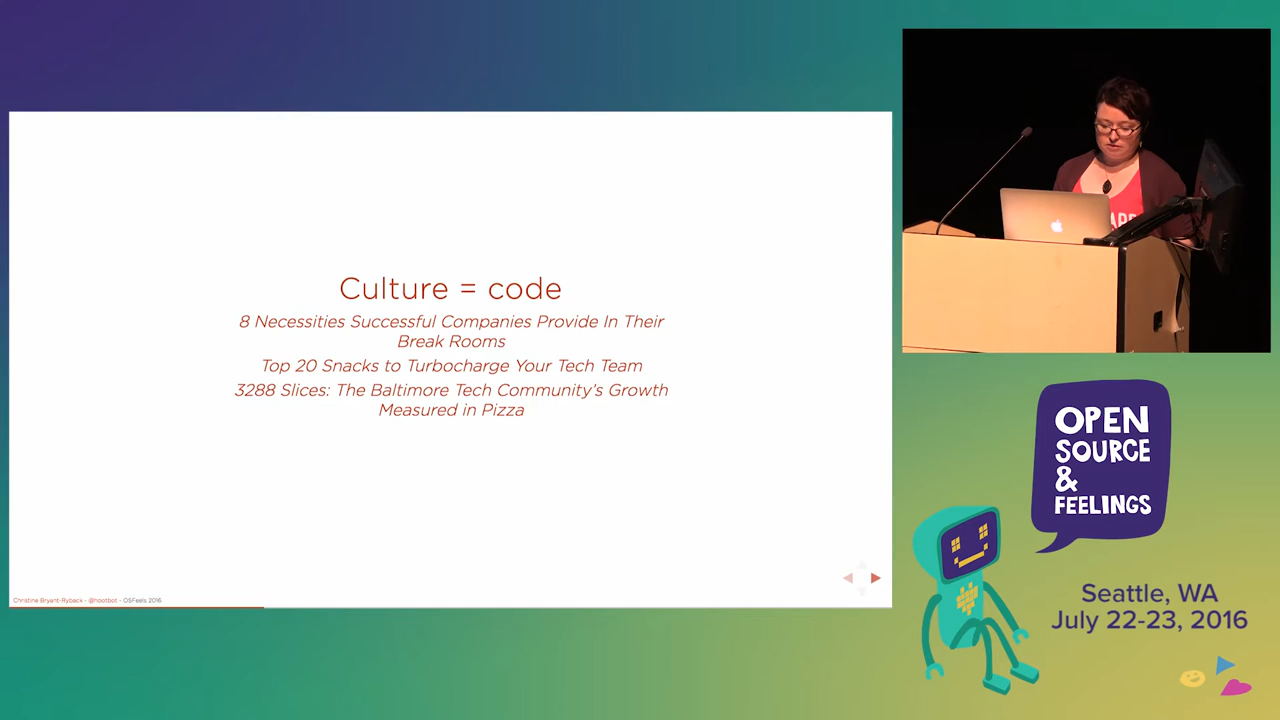 Culture = code
8 Necessities Successful Companies Provide In Their
Break Rooms
Top 20 Snacks to Turbocharge Your Tech Team
3288 Slices: The Baltimore Tech Community's Growth
Measured in Pizza
Christine Bryant-Ryback - @hootbot - OSFeels 2016
OPEN
SOURCE
&
FEELINGS
Seattle, WA
July 22-23, 2016